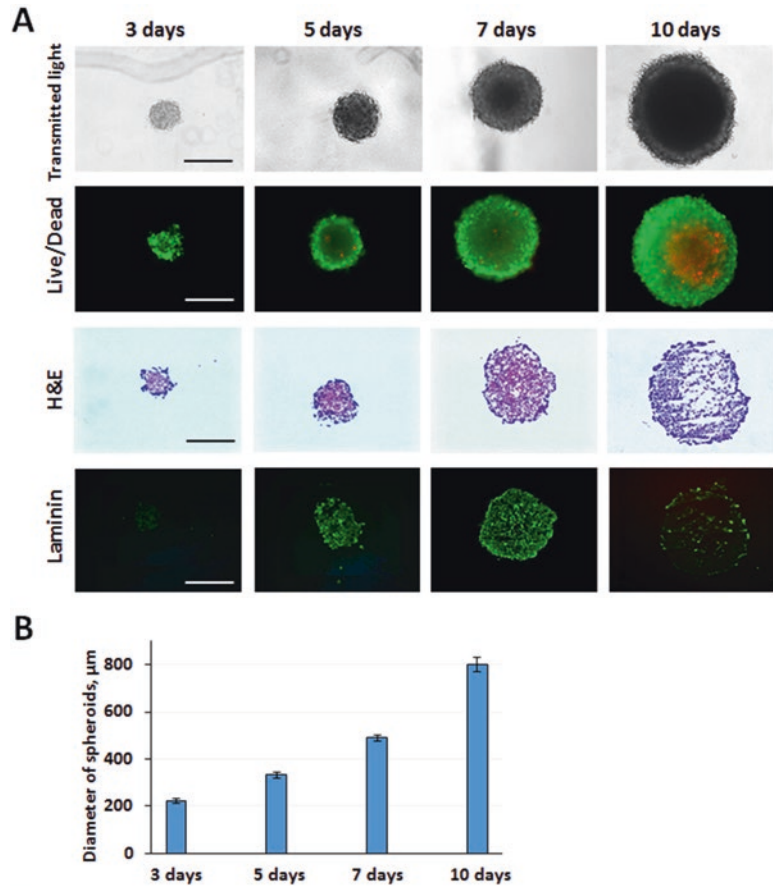 A
3 days 5 days 7 days 10 days
Transmitted light
Live/Dead
H&E
Laminin
B
Diameter of spheroids, µm
800
600
400
200
0
3 days 5 days 7 days 10 days